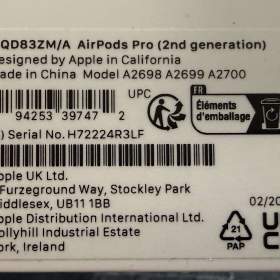 QD83ZM/A AirPods Pro (2nd generation)
esigned by Apple in California
ade in China Model A2698 A2699 A2700
UPC
FR
Éléments
d'emballage
94253 39747 2
) Serial No. H72224R3LF
pple UK Ltd.
Furzeground Way, Stockley Park
iddlesex, UB11 1BB
pple Distribution International Ltd.
ollyhill Industrial Estate
ork, Ireland
02/20
21
PAP
UK